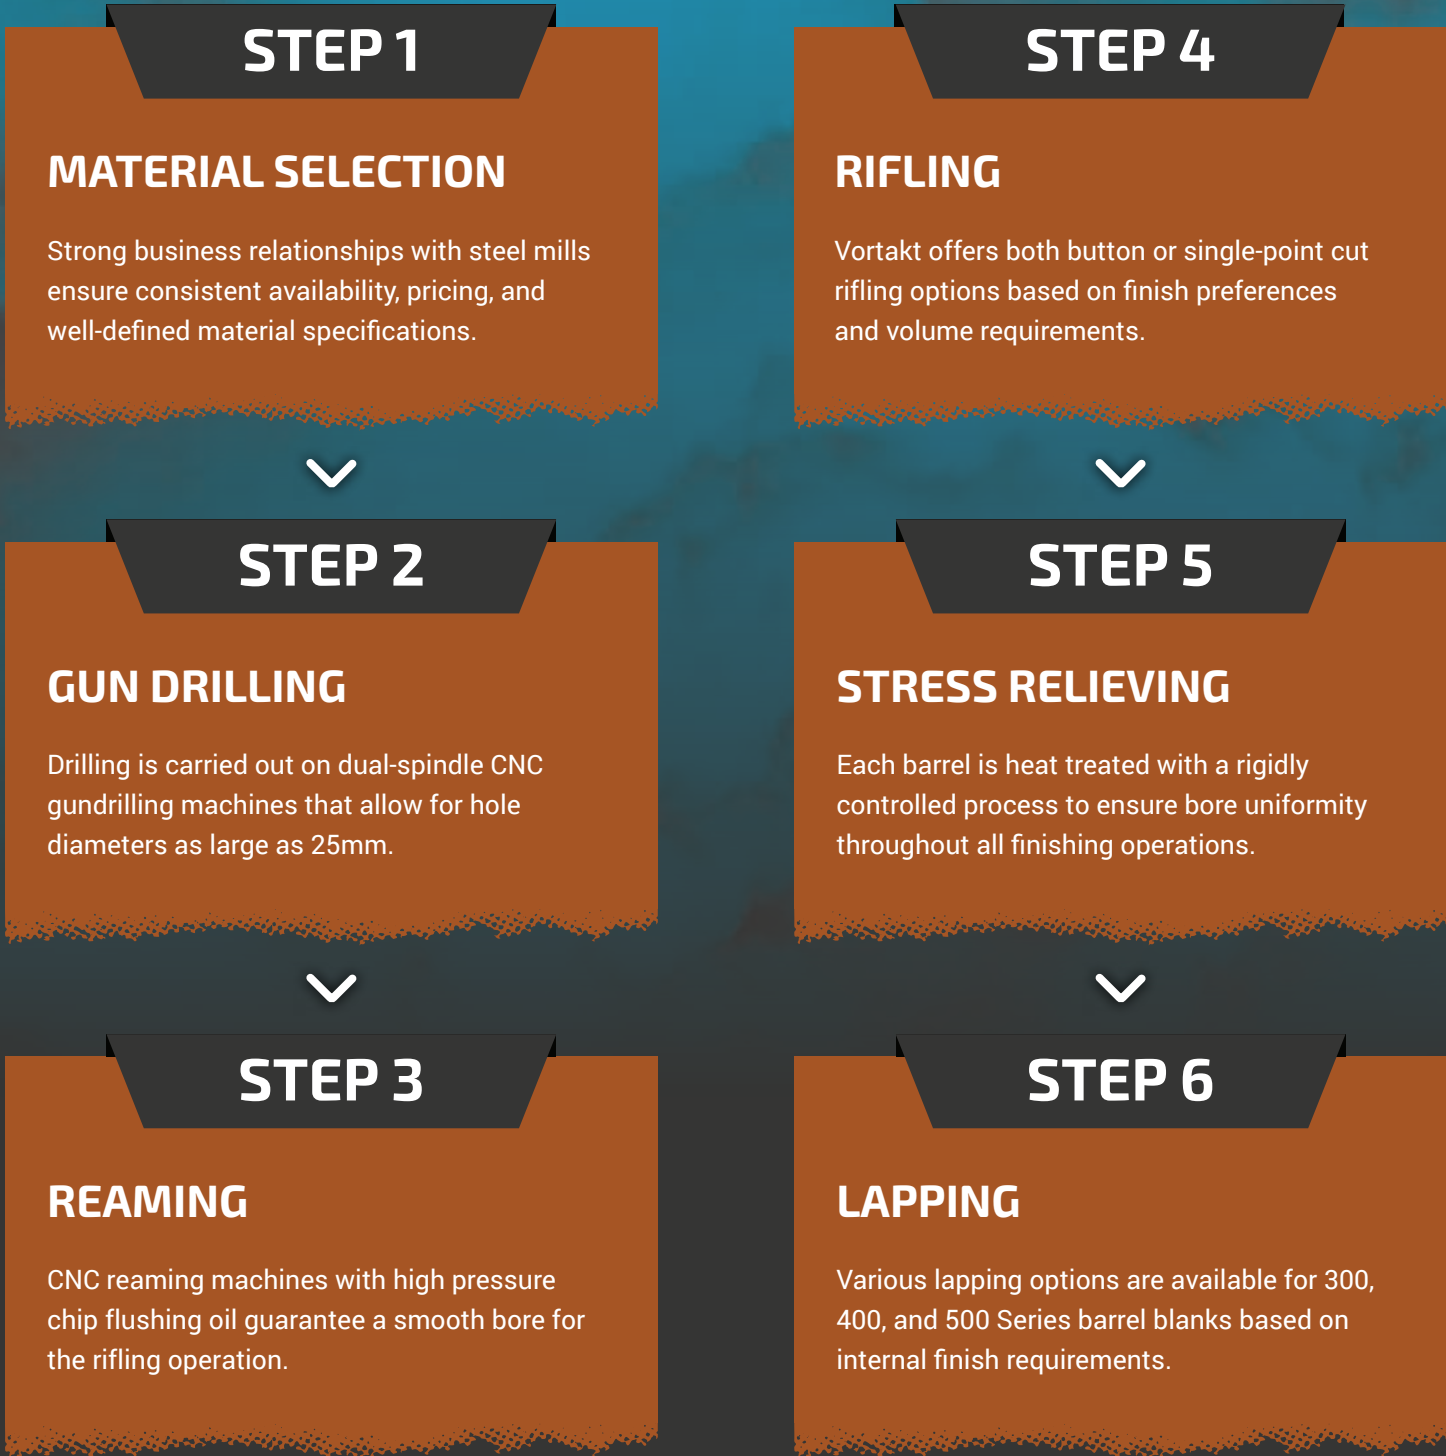 STEP 1
MATERIAL SELECTION
Strong business relationships with steel mills
ensure consistent availability, pricing, and
well-defined material specifications.
STEP 2
GUN DRILLING
Drilling is carried out on dual-spindle CNC
gundrilling machines that allow for hole
diameters as large as 25mm.
STEP 3
REAMING
CNC reaming machines with high pressure
chip flushing oil guarantee a smooth bore for
the rifling operation.
STEP 4
RIFLING
Vortakt offers both button or single-point cut
rifling options based on finish preferences
and volume requirements.
STEP 5
STRESS RELIEVING
Each barrel is heat treated with a rigidly
controlled process to ensure bore uniformity
throughout all finishing operations.
STEP 6
LAPPING
Various lapping options are available for 300,
400, and 500 Series barrel blanks based on
internal finish requirements.